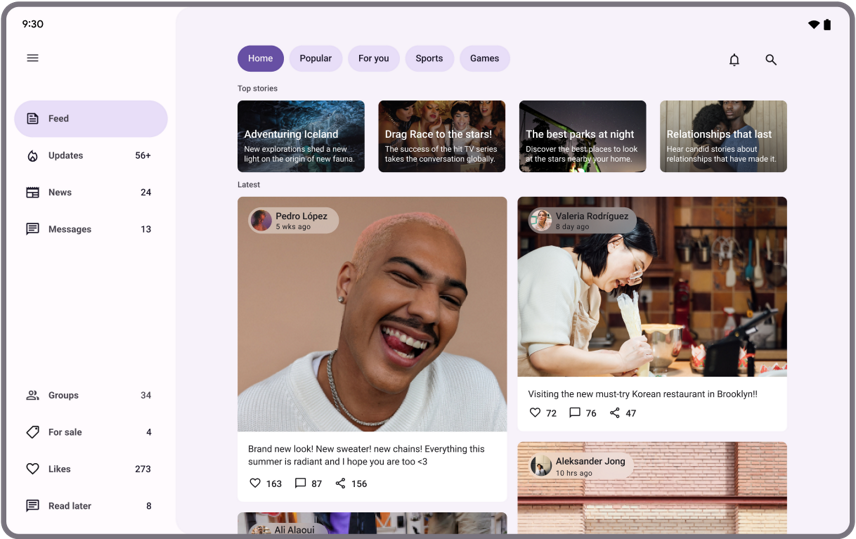 9:30
Home
Popular
For you
Sports
Games
Feed
Updates 56+
News 24
Messages 13
Groups 34
For sale 4
Likes 273
Read later 8
Top stories
Adventuring Iceland
New explorations shed a new
light on the origin of new fauna.
Drag Race to the stars!
The success of the hit TV series
takes the conversation globally.
The best parks at night
Discover the best places to look
at the stars nearby your home.
Relationships that last
Hear candid stories about
relationships that have made it.
Latest
Pedro López
5 wks ago
Brand new look! New sweater! new chains! Everything this
summer is radiant and I hope you are too <3
163 87 156
Valeria Rodríguez
8 day ago
Visiting the new must-try Korean restaurant in Brooklyn!!
72 76 47
Aleksander Jong
10 hrs ago
Ali Alaoui